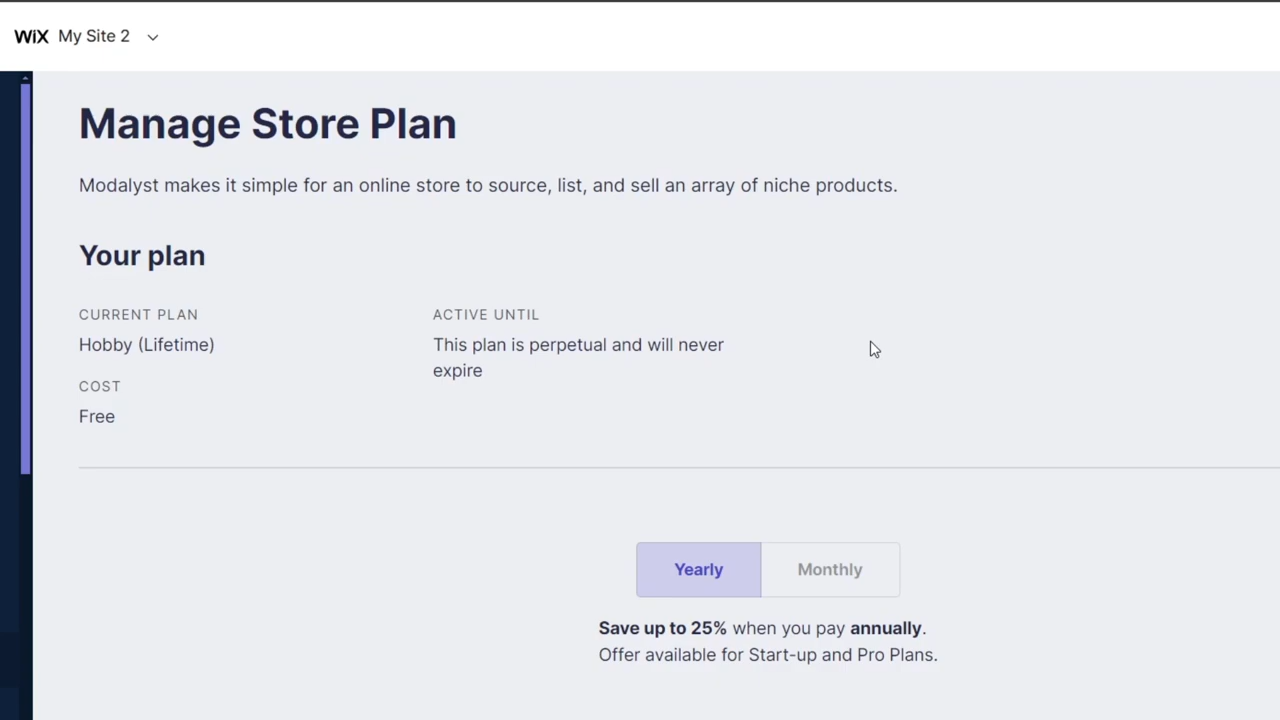 WiX My Site 2
Manage Store Plan
Modalyst makes it simple for an online store to source, list, and sell an array of niche products.
Your plan
CURRENT PLAN
Hobby (Lifetime)
COST
Free
ACTIVE UNTIL
This plan is perpetual and will never
expire
Yearly Monthly
Save up to 25% when you pay annually.
Offer available for Start-up and Pro Plans.